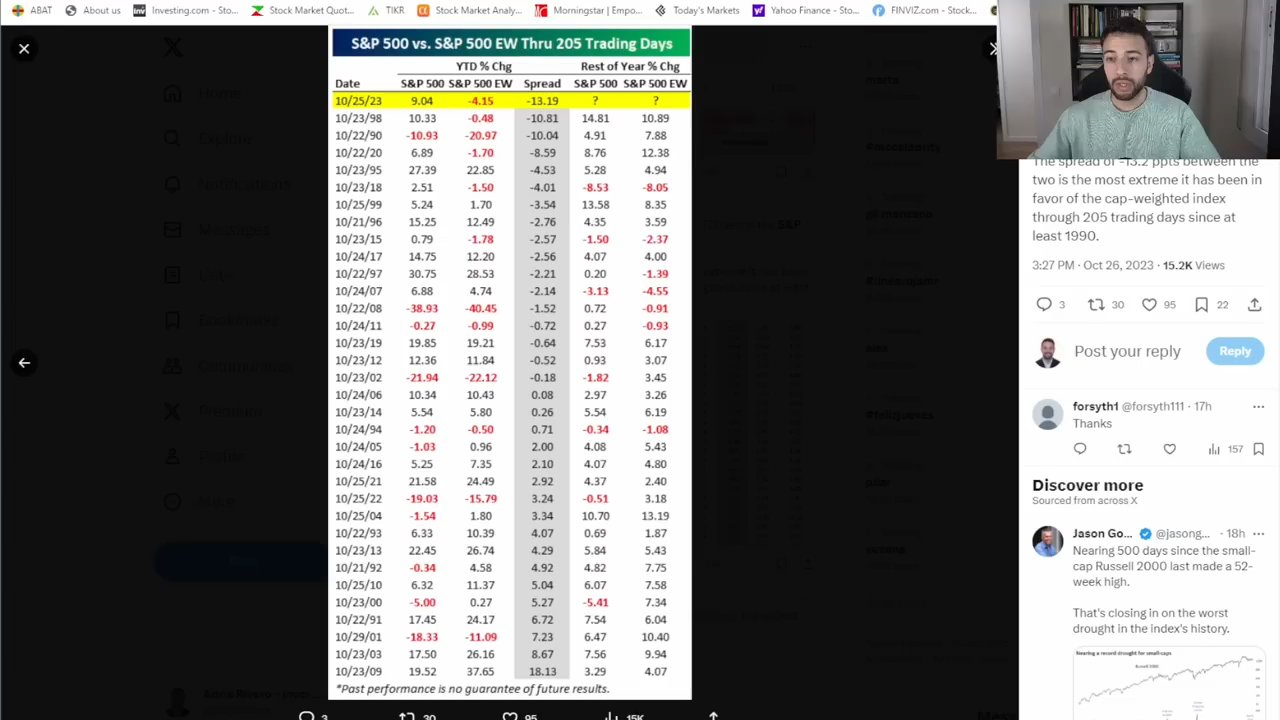 ABAT About us Investing.com - Sto... Stock Market Quot... TIKR Stock Market Analy... Morningstar | Empo... Today's Markets Yahoo Finance - Sto... FINVIZ.com - Stock...
S&P 500 vs. S&P 500 EW Thru 205 Trading Days
YTD % Chg Rest of Year % Chg
Date S&P 500 S&P 500 EW Spread S&P 500 S&P 500 EW
10/25/23 9.04 -4.15 -13.19 ? ?
10/23/98 10.33 -0.48 -10.81 14.81 10.89
10/22/90 -10.93 -20.97 -10.04 4.91 7.88
10/22/20 6.89 -1.70 -8.59 8.76 12.38
10/23/95 27.39 22.85 -4.53 5.28 4.94
10/23/18 2.51 -1.50 -4.01 -8.53 -8.05
10/25/99 5.24 1.70 -3.54 13.58 8.35
10/21/96 15.25 12.49 -2.76 4.35 3.59
10/23/15 0.79 -1.78 -2.57 -1.50 -2.37
10/24/17 14.75 12.20 -2.56 4.07 4.00
10/22/97 30.75 28.53 -2.21 0.20 -1.39
10/24/07 6.88 4.74 -2.14 -3.13 -4.55
10/22/08 -38.93 -40.45 -1.52 0.72 -0.91
10/24/11 -0.27 -0.99 -0.72 0.27 -0.93
10/23/19 19.85 19.21 -0.64 7.53 6.17
10/23/12 12.36 11.84 -0.52 0.93 3.07
10/23/02 -21.94 -22.12 -0.18 -1.82 3.45
10/24/06 10.34 10.43 0.08 2.97 3.26
10/23/14 5.54 5.80 0.26 5.54 6.19
10/24/94 -1.20 -0.50 0.71 -0.34 -1.08
10/24/05 -1.03 0.96 2.00 4.08 5.43
10/24/16 5.25 7.35 2.10 4.07 4.80
10/25/21 21.58 24.49 2.92 4.37 2.40
10/25/22 -19.03 -15.79 3.24 -0.51 3.18
10/25/04 -1.54 1.80 3.34 10.70 13.19
10/22/93 6.33 10.39 4.07 0.69 1.87
10/23/13 22.45 26.74 4.29 5.84 5.43
10/21/92 -0.34 4.58 4.92 4.82 7.75
10/25/10 6.32 11.37 5.04 6.07 7.58
10/23/00 -5.00 0.27 5.27 -5.41 7.34
10/22/91 17.45 24.17 6.72 7.54 6.04
10/29/01 -18.33 -11.09 7.23 6.47 10.40
10/23/03 17.50 26.16 8.67 7.56 9.94
10/23/09 19.52 37.65 18.13 3.29 4.07
*Past performance is no guarantee of future results.
3 30 95 15K
Home
Explore
Notifications
Messages
Communities
Premium
The spread of -13.2 ppts between the
two is the most extreme it has been in
favor of the cap-weighted index
through 205 trading days since at
least 1990.
3:27 PM · Oct 26, 2023 · 15.2K Views
3 30 95 22
Post your reply Reply
forsyth1 @forsyth111 · 17h
Thanks
157
Discover more
Sourced from across X
Jason Go... @jasong... · 18h
Nearing 500 days since the small-
cap Russell 2000 last made a 52-
week high.
That's closing in on the worst
drought in the index's history.
Nearing a record drought for small-caps
Russell 2000